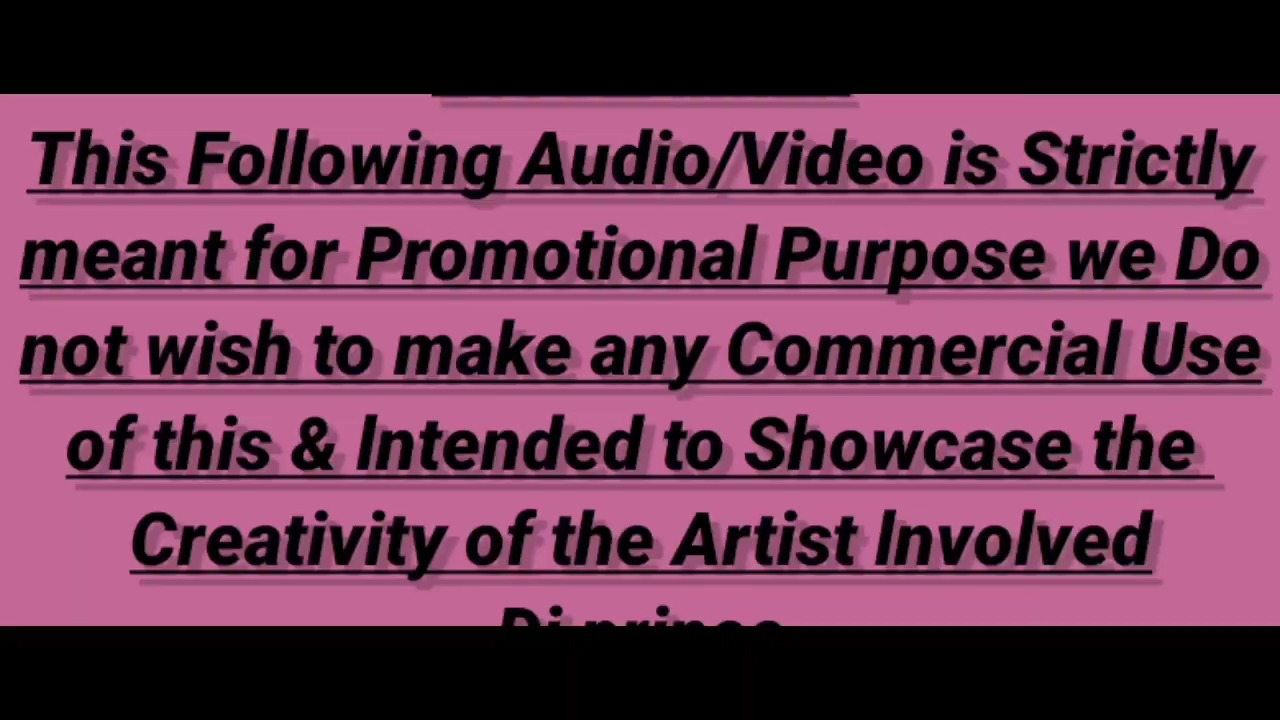 This Following Audio/Video is Strictly
meant for Promotional Purpose we Do
not wish to make any Commercial Use
of this & Intended to Showcase the
Creativity of the Artist Involved